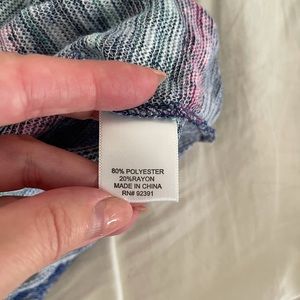 80% POLYESTER
20%RAYON
MADE IN CHINA
RN# 92391